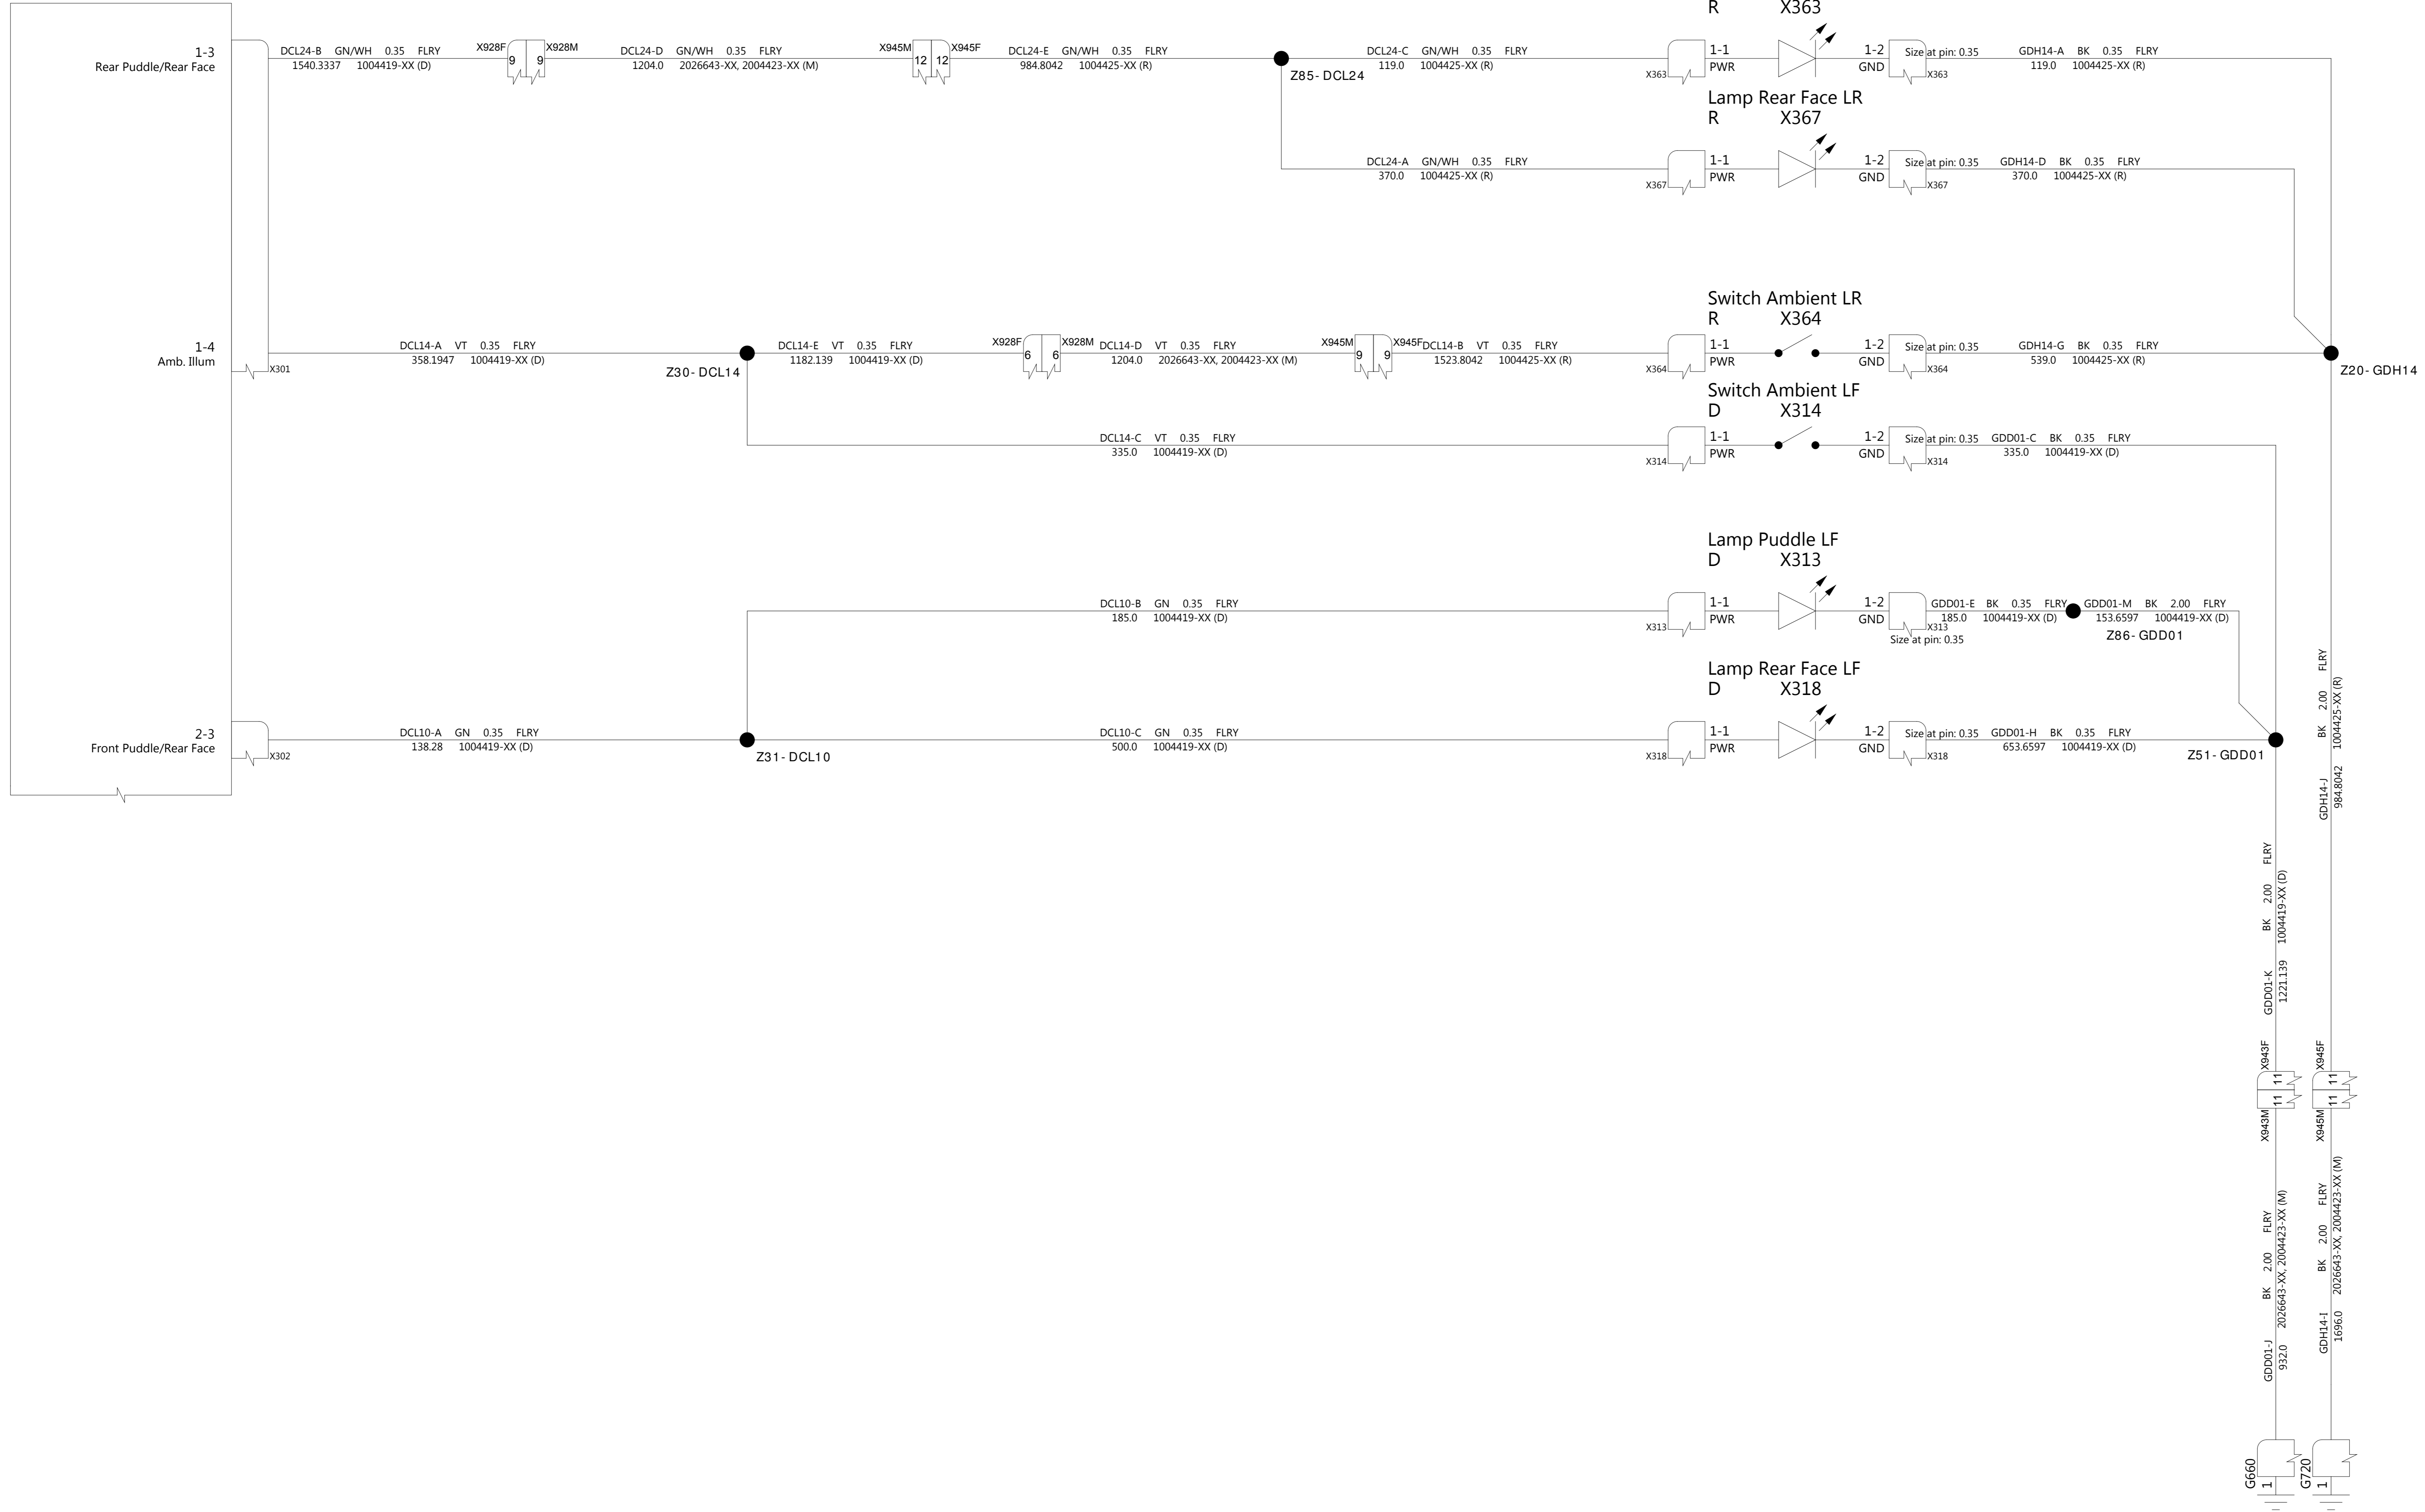 R X363
1-3
Rear Puddle/Rear Face
DCL24-B GN/WH 0.35 FLRY
1540.3337 1004419-XX (D)
X928F 9 9 X928M
DCL24-D GN/WH 0.35 FLRY
1204.0 2026643-XX, 2004423-XX (M)
X945M 12 12 X945F
DCL24-E GN/WH 0.35 FLRY
984.8042 1004425-XX (R)
Z85-DCL24
DCL24-C GN/WH 0.35 FLRY
119.0 1004425-XX (R)
X363
1-1
PWR
1-2
GND
X363
Size at pin: 0.35
GDH14-A BK 0.35 FLRY
119.0 1004425-XX (R)
Lamp Rear Face LR
R X367
DCL24-A GN/WH 0.35 FLRY
370.0 1004425-XX (R)
X367
1-1
PWR
1-2
GND
X367
Size at pin: 0.35
GDH14-D BK 0.35 FLRY
370.0 1004425-XX (R)
Switch Ambient LR
R X364
1-4
Amb. Illum
X301
DCL14-A VT 0.35 FLRY
358.1947 1004419-XX (D)
Z30-DCL14
DCL14-E VT 0.35 FLRY
1182.139 1004419-XX (D)
X928F 6 6 X928M
DCL14-D VT 0.35 FLRY
1204.0 2026643-XX, 2004423-XX (M)
X945M 9 9 X945F
DCL14-B VT 0.35 FLRY
1523.8042 1004425-XX (R)
X364
1-1
PWR
1-2
GND
X364
Size at pin: 0.35
GDH14-G BK 0.35 FLRY
539.0 1004425-XX (R)
Z20-GDH14
Switch Ambient LF
D X314
DCL14-C VT 0.35 FLRY
335.0 1004419-XX (D)
X314
1-1
PWR
1-2
GND
X314
Size at pin: 0.35
GDD01-C BK 0.35 FLRY
335.0 1004419-XX (D)
Lamp Puddle LF
D X313
DCL10-B GN 0.35 FLRY
185.0 1004419-XX (D)
X313
1-1
PWR
1-2
GND
X313
Size at pin: 0.35
GDD01-E BK 0.35 FLRY
185.0 1004419-XX (D)
GDD01-M BK 2.00 FLRY
153.6597 1004419-XX (D)
Z86-GDD01
Lamp Rear Face LF
D X318
2-3
Front Puddle/Rear Face
X302
DCL10-A GN 0.35 FLRY
138.28 1004419-XX (D)
Z31-DCL10
DCL10-C GN 0.35 FLRY
500.0 1004419-XX (D)
X318
1-1
PWR
1-2
GND
X318
Size at pin: 0.35
GDD01-H BK 0.35 FLRY
653.6597 1004419-XX (D)
Z51-GDD01
GDH14-J BK 2.00 FLRY
984.8042 1004425-XX (R)
GDD01-K BK 2.00 FLRY
1221.139 1004419-XX (D)
X943M 11 11 X943F
X945M 11 11 X945F
GDD01-J BK 2.00 FLRY
932.0 2026643-XX, 2004423-XX (M)
GDH14-I BK 2.00 FLRY
1696.0 2026643-XX, 2004423-XX (M)
G660
1
G720
1